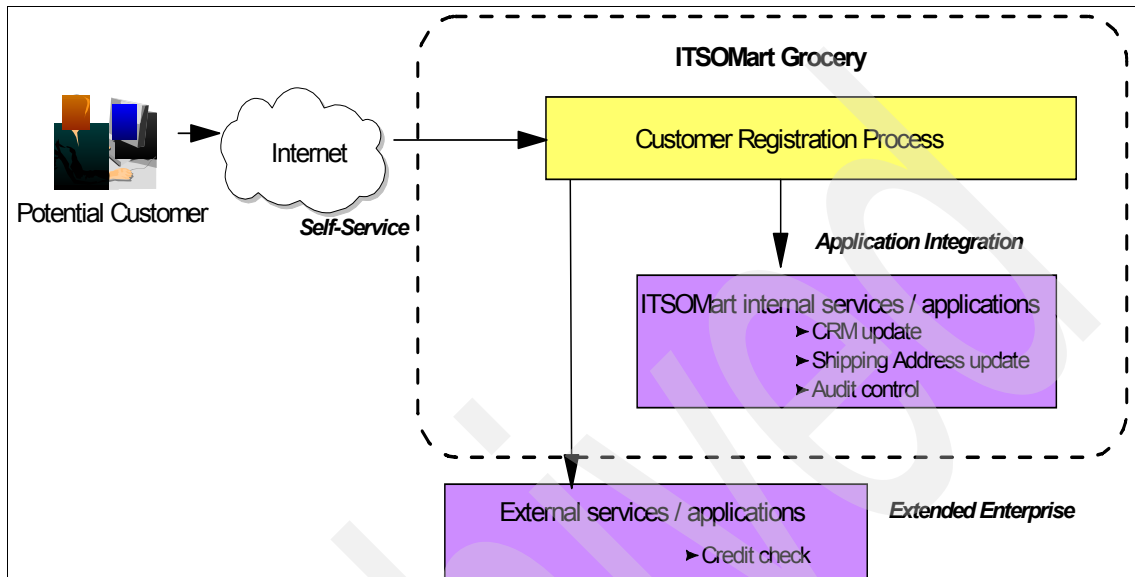 ITSOMart Grocery
Customer Registration Process
Internet
Potential Customer
Self-Service
Application Integration
ITSOMart internal services / applications
➤ CRM update
➤ Shipping Address update
➤ Audit control
External services / applications
Extended Enterprise
➤ Credit check